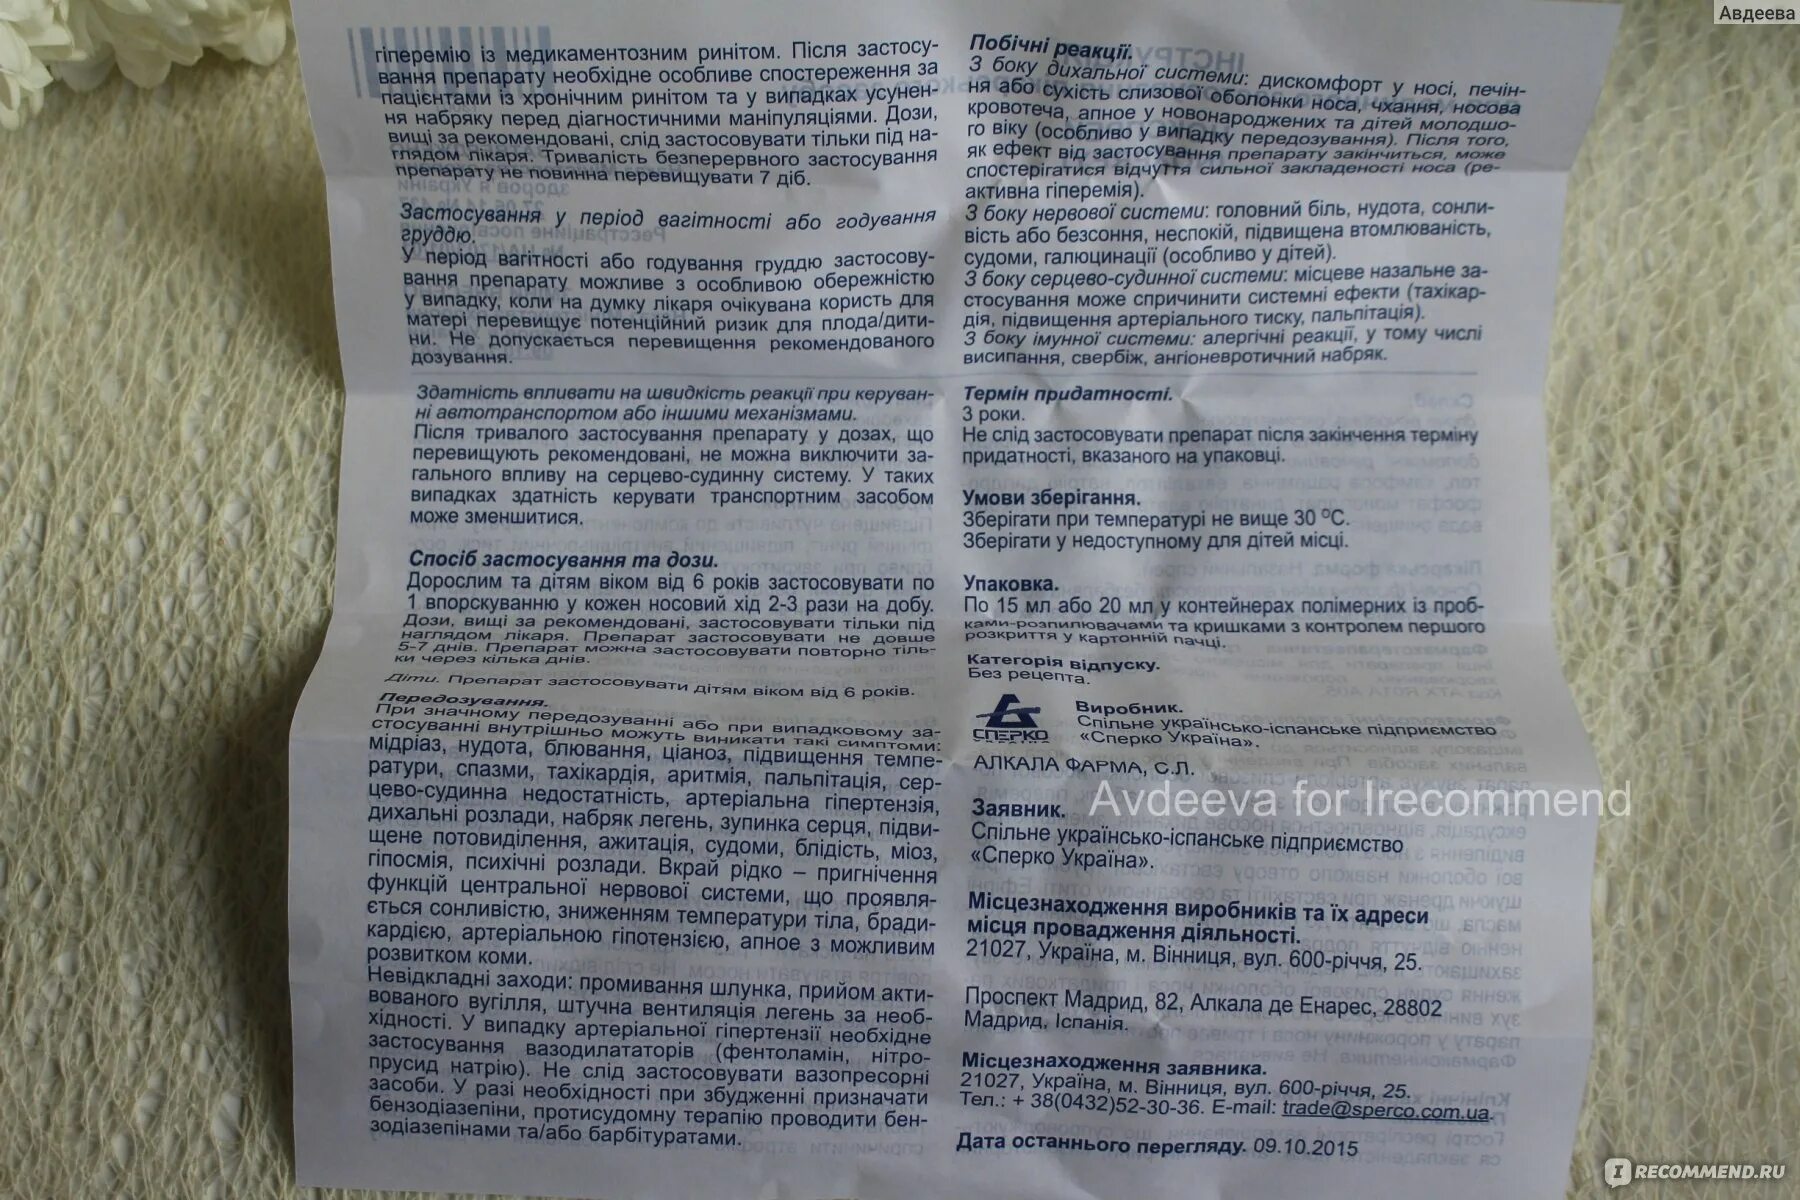 Авдеева
гіперемію із медикаментозним ринітом. Після застосу-
вання препарату необхідне особливе спостереження за
пацієнтами із хронічним ринітом та у випадках усунен-
ня набряку перед діагностичними маніпуляціями. Дози,
вищі за рекомендовані, слід застосовувати тільки під на-
глядом лікаря. Тривалість безперервного застосування
препарату не повинна перевищувати 7 діб.
Застосування у період вагітності або годування
груддю.
У період вагітності або годування груддю застосову-
вання препарату можливе з особливою обережністю
у випадку, коли на думку лікаря очікувана користь для
матері перевищує потенційний ризик для плода/дити-
ни. Не допускається перевищення рекомендованого
дозування.
Здатність впливати на швидкість реакції при керуван-
ні автотранспортом або іншими механізмами.
Після тривалого застосування препарату у дозах, що
перевищують рекомендовані, не можна виключити за-
гального впливу на серцево-судинну систему. У таких
випадках здатність керувати транспортним засобом
може зменшитися.
Спосіб застосування та дози.
Дорослим та дітям віком від 6 років застосовувати по
1 впорскуванню у кожен носовий хід 2-3 рази на добу.
Дози, вищі за рекомендовані, застосовувати тільки під
наглядом лікаря. Препарат застосовувати не довше
5-7 днів. Препарат можна застосовувати повторно тіль-
ки через кілька днів.
Діти. Препарат застосовувати дітям віком від 6 років.
Передозування.
При значному передозуванні або при випадковому за-
стосуванні внутрішньо можуть виникати такі симптоми:
мідріаз, нудота, блювання, ціаноз, підвищення темпе-
ратури, спазми, тахікардія, аритмія, пальпітація, сер-
цево-судинна недостатність, артеріальна гіпертензія,
дихальні розлади, набряк легень, зупинка серця, підви-
щене потовиділення, ажитація, судоми, блідість, міоз,
гіпосмія, психічні розлади. Вкрай рідко – пригнічення
функцій центральної нервової системи, що проявля-
ється сонливістю, зниженням температури тіла, бради-
кардією, артеріальною гіпотензією, апное з можливим
розвитком коми.
Невідкладні заходи: промивання шлунка, прийом акти-
вованого вугілля, штучна вентиляція легень за необ-
хідності. У випадку артеріальної гіпертензії необхідне
застосування вазодилататорів (фентоламін, нітро-
прусид натрію). Не слід застосовувати вазопресорні
засоби. У разі необхідності при збудженні призначати
бензодіазепіни, протисудомну терапію проводити бен-
зодіазепінами та/або барбітуратами.
Побічні реакції.
З боку дихальної системи: дискомфорт у носі, печін-
ня або сухість слизової оболонки носа, чхання, носова
кровотеча, апное у новонароджених та дітей молодшо-
го віку (особливо у випадку передозування). Після того,
як ефект від застосування препарату закінчиться, може
спостерігатися відчуття сильної закладеності носа (ре-
активна гіперемія).
З боку нервової системи: головний біль, нудота, сонли-
вість або безсоння, неспокій, підвищена втомлюваність,
судоми, галюцинації (особливо у дітей).
З боку серцево-судинної системи: місцеве назальне за-
стосування може спричинити системні ефекти (тахікар-
дія, підвищення артеріального тиску, пальпітація).
З боку імунної системи: алергічні реакції, у тому числі
висипання, свербіж, ангіоневротичний набряк.
Термін придатності.
3 роки.
Не слід застосовувати препарат після закінчення терміну
придатності, вказаного на упаковці.
Умови зберігання.
Зберігати при температурі не вище 30 °C.
Зберігати у недоступному для дітей місці.
Упаковка.
По 15 мл або 20 мл у контейнерах полімерних із проб-
ками-розпилювачами та кришками з контролем першого
розкриття у картонній пачці.
Категорія відпуску.
Без рецепта.
СПЕРКО
УКРАЇНА
Виробник.
Спільне українсько-іспанське підприємство
«Сперко Україна».
АЛКАЛА ФАРМА, С.Л.
Avdeeva for Irecommend
Заявник.
Спільне українсько-іспанське підприємство
«Сперко Україна».
Місцезнаходження виробників та їх адреси
місця провадження діяльності.
21027, Україна, м. Вінниця, вул. 600-річчя, 25.
Проспект Мадрид, 82, Алкала де Енарес, 28802
Мадрид, Іспанія.
Місцезнаходження заявника.
21027, Україна, м. Вінниця, вул. 600-річчя, 25.
Тел.: + 38(0432)52-30-36. E-mail: trade@sperco.com.ua.
Дата останнього перегляду. 09.10.2015
IRECOMMEND.RU